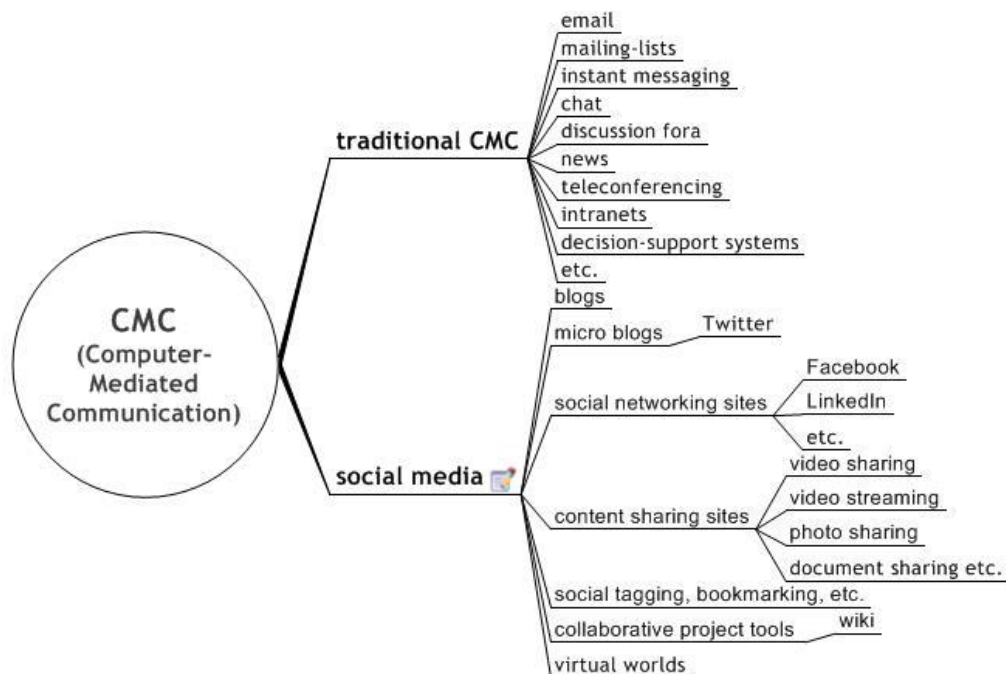 CMC
(Computer-
Mediated
Communication)
traditional CMC
email
mailing-lists
instant messaging
chat
discussion fora
news
teleconferencing
intranets
decision-support systems
etc.
social media
blogs
micro blogs
Twitter
social networking sites
Facebook
LinkedIn
etc.
content sharing sites
video sharing
video streaming
photo sharing
document sharing etc.
social tagging, bookmarking, etc.
collaborative project tools
wiki
virtual worlds